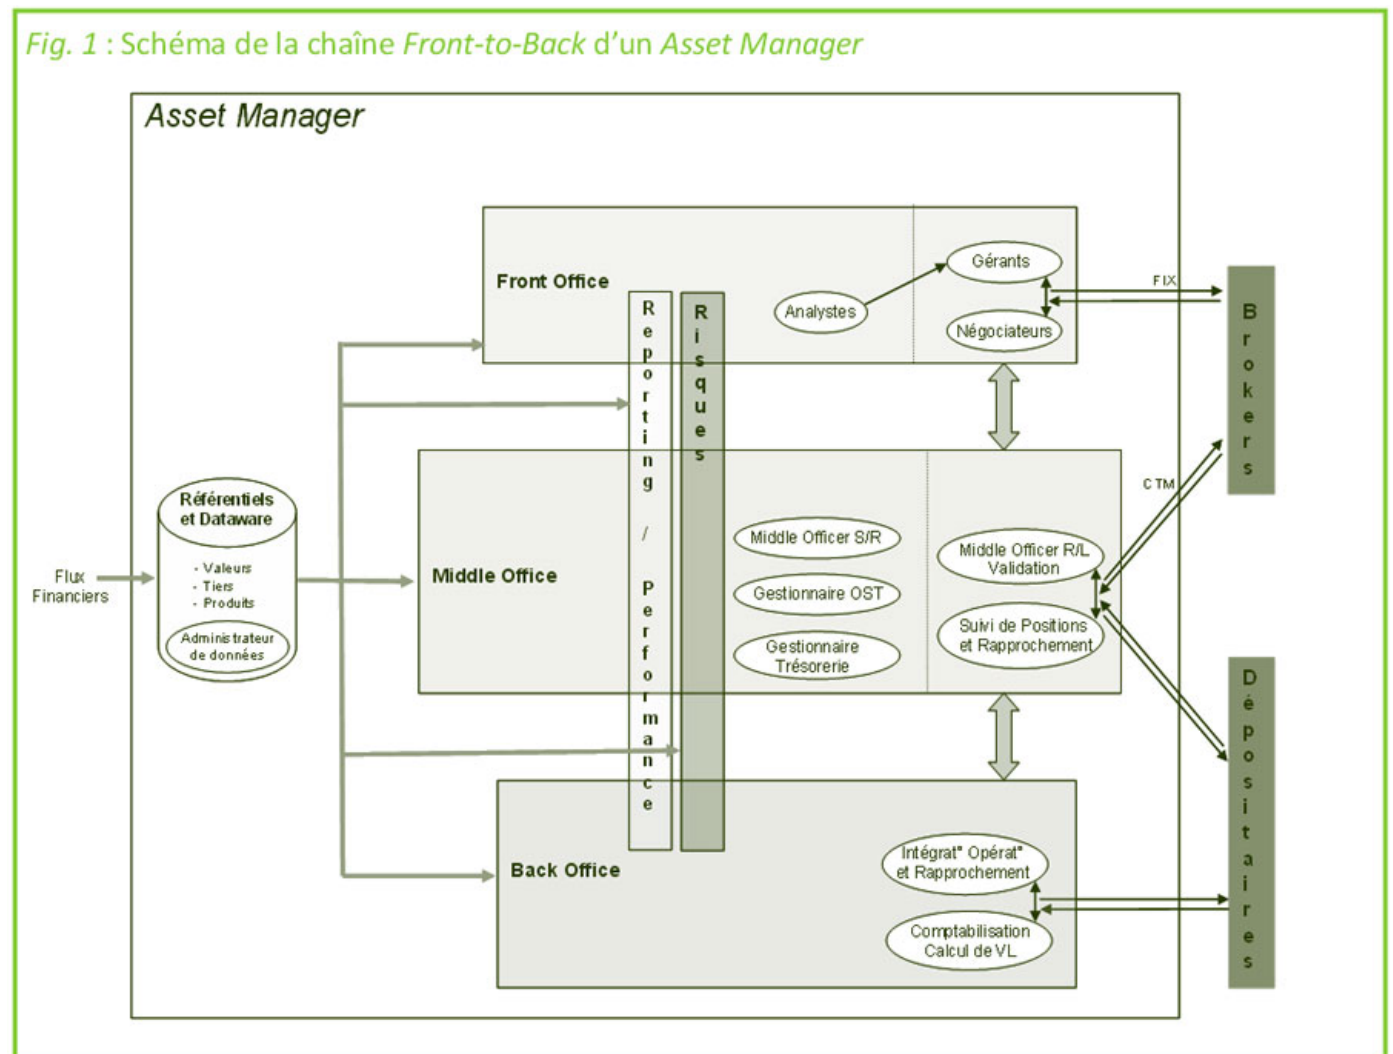 Fig. 1 : Schéma de la chaîne Front-to-Back d'un Asset Manager
Asset Manager
Front Office
Analystes
Gérants
Négociateurs
FIX
Brokers
Reporting / Performance
Risques
Référentiels
et Dataware
- Valeurs
- Tiers
- Produits
Administrateur
de données
Flux
Financiers
Middle Office
Middle Officer S/R
Gestionnaire OST
Gestionnaire
Trésorerie
Middle Officer R/L
Validation
Suivi de Positions
et Rapprochement
CTM
Dépositaires
Back Office
Intégrat° Opérat°
et Rapprochement
Comptabilisation
Calcul de VL